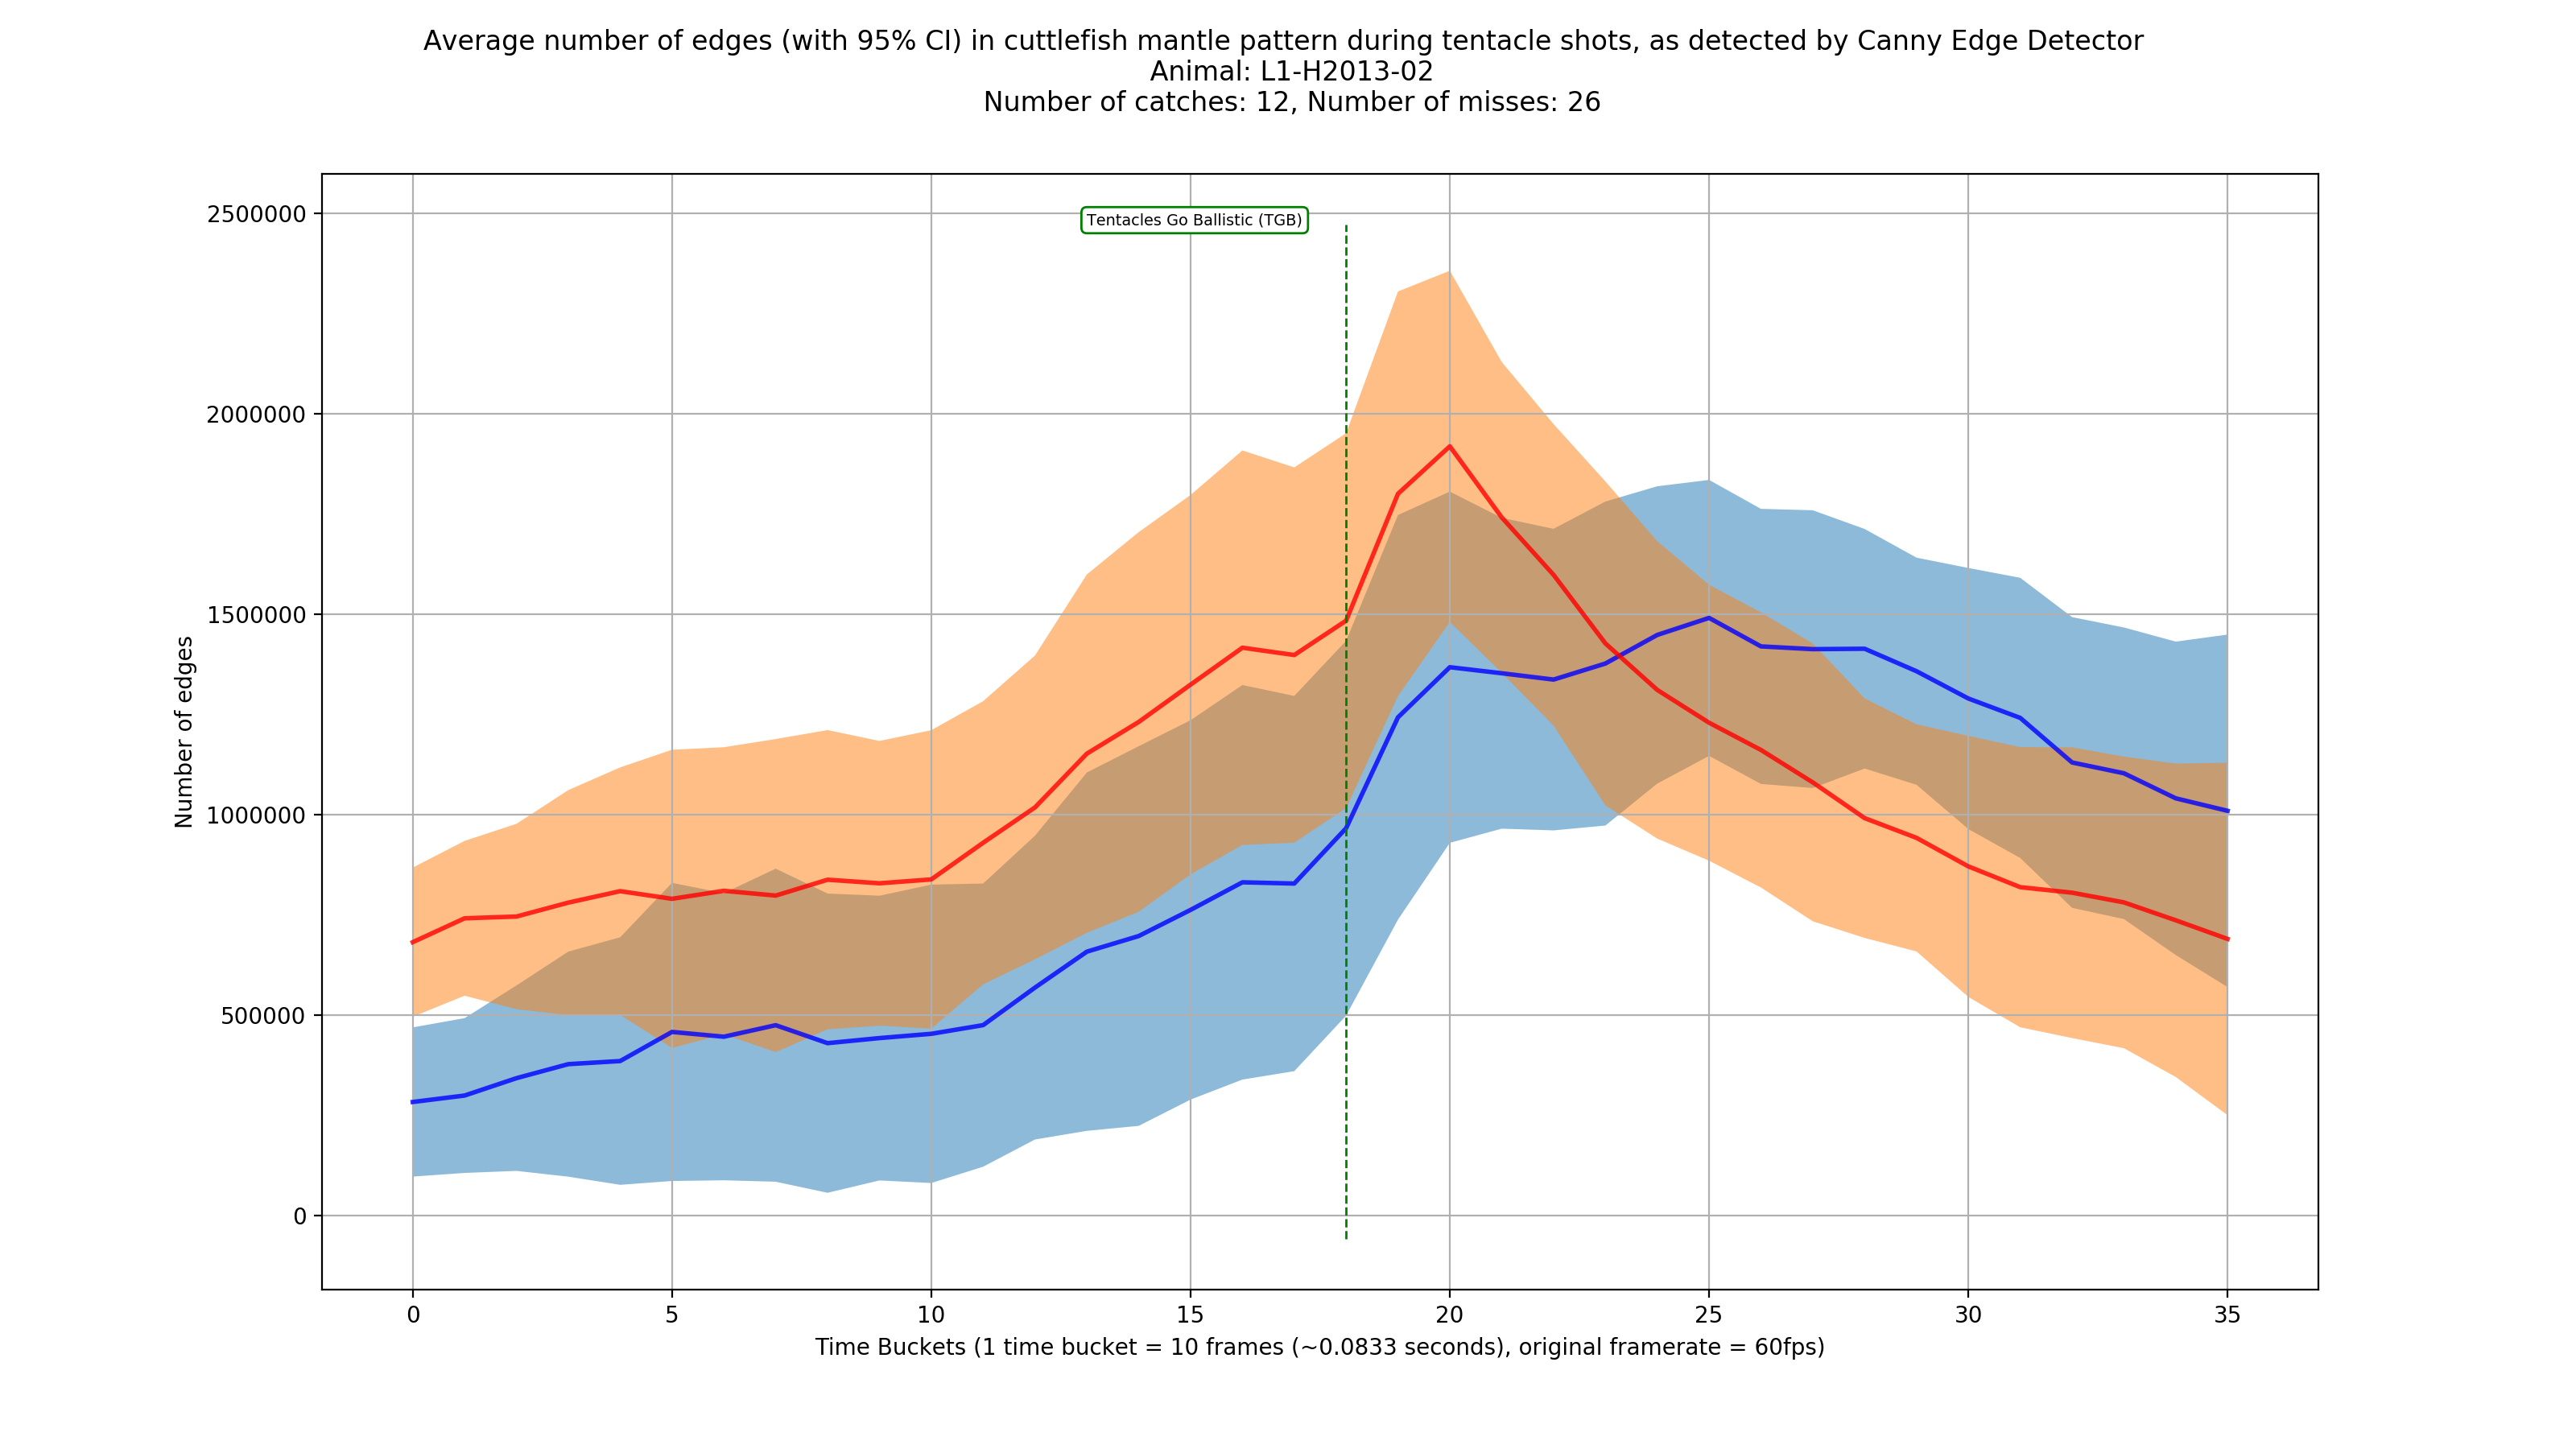 Average number of edges (with 95% CI) in cuttlefish mantle pattern during tentacle shots, as detected by Canny Edge Detector
Animal: L1-H2013-02
Number of catches: 12, Number of misses: 26
Tentacles Go Ballistic (TGB)
2500000
2000000
1500000
1000000
500000
0
Number of edges
0 5 10 15 20 25 30 35
Time Buckets (1 time bucket = 10 frames (~0.0833 seconds), original framerate = 60fps)